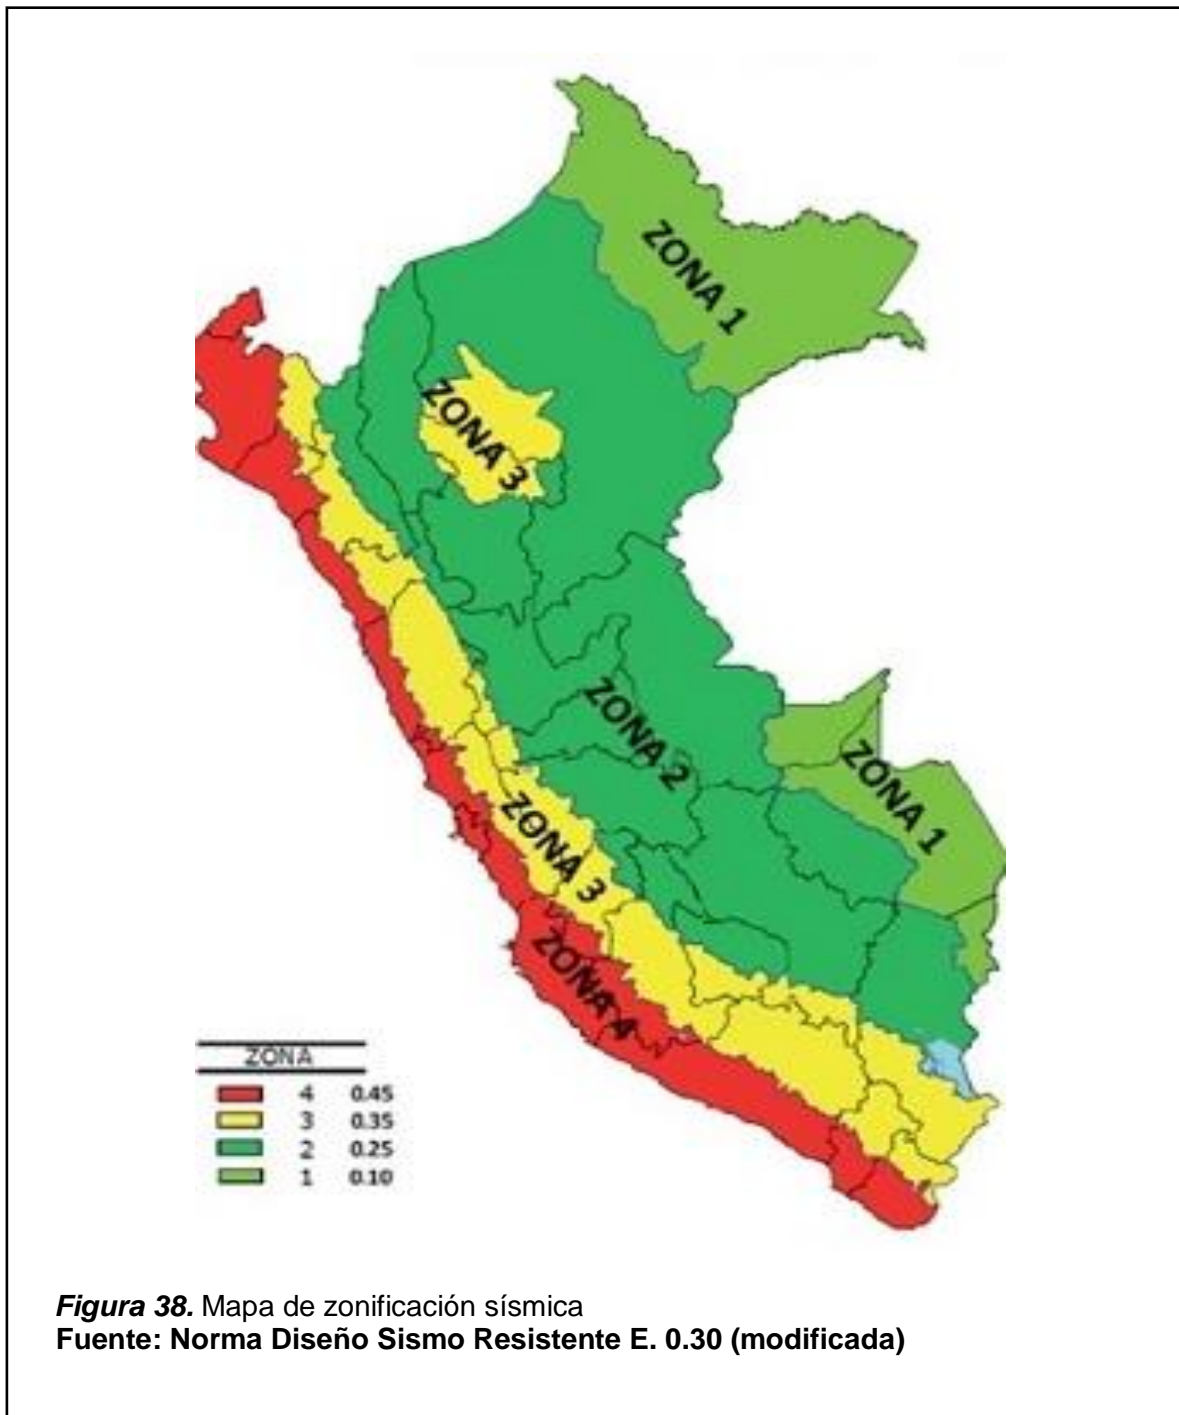 ZONA 1
ZONA 3
ZONA 2
ZONA 1
ZONA 3
ZONA 4
ZONA
4 0.45
3 0.35
2 0.25
1 0.10
Figura 38. Mapa de zonificación sísmica
Fuente: Norma Diseño Sismo Resistente E. 0.30 (modificada)